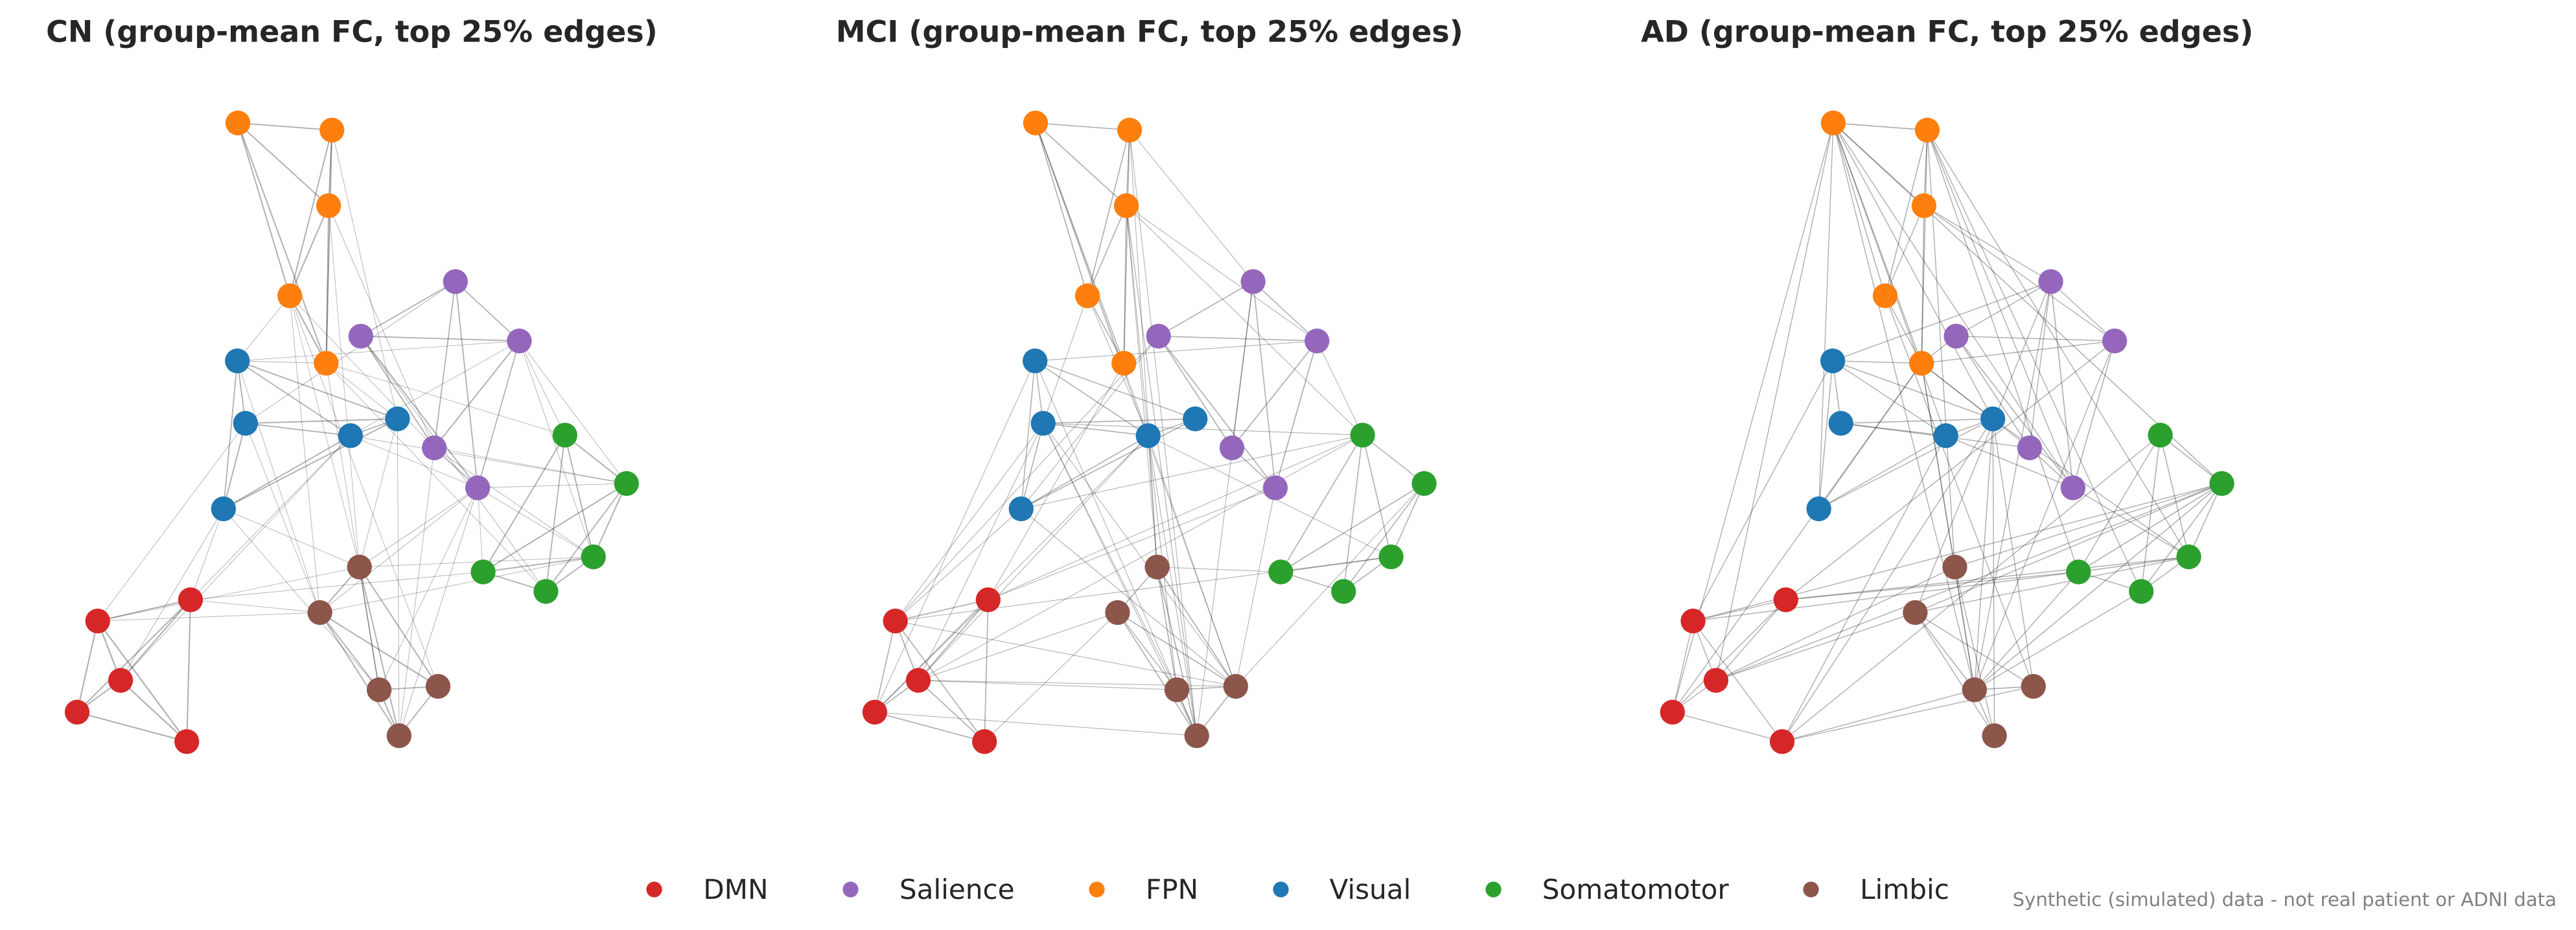 CN (group-mean FC, top 25% edges)
MCI (group-mean FC, top 25% edges)
AD (group-mean FC, top 25% edges)
DMN
Salience
FPN
Visual
Somatomotor
Limbic
Synthetic (simulated) data - not real patient or ADNI data